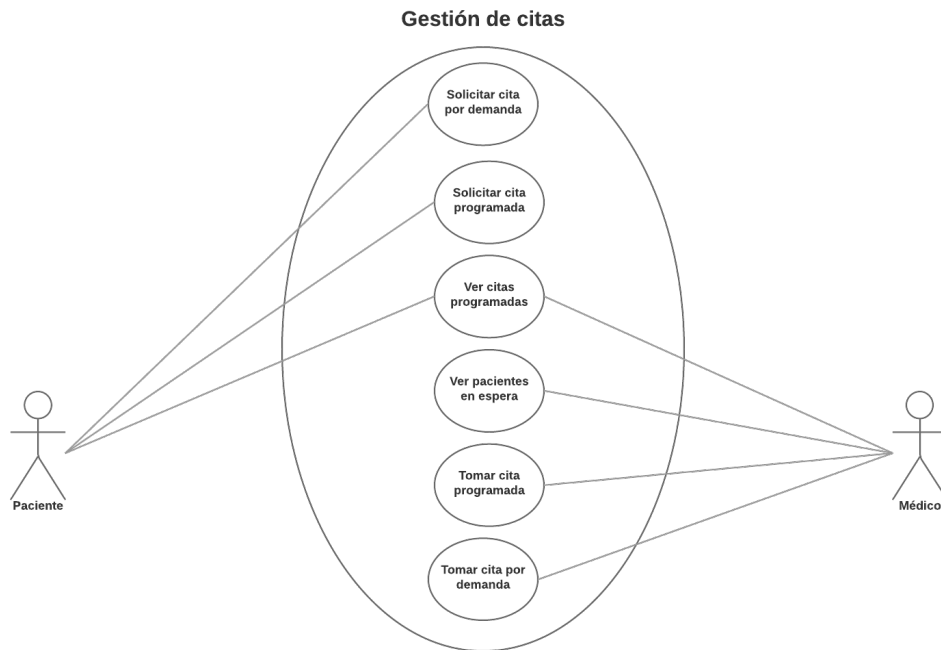 Gestión de citas
Solicitar cita
por demanda
Solicitar cita
programada
Ver citas
programadas
Ver pacientes
en espera
Tomar cita
programada
Tomar cita por
demanda
Paciente
Médico